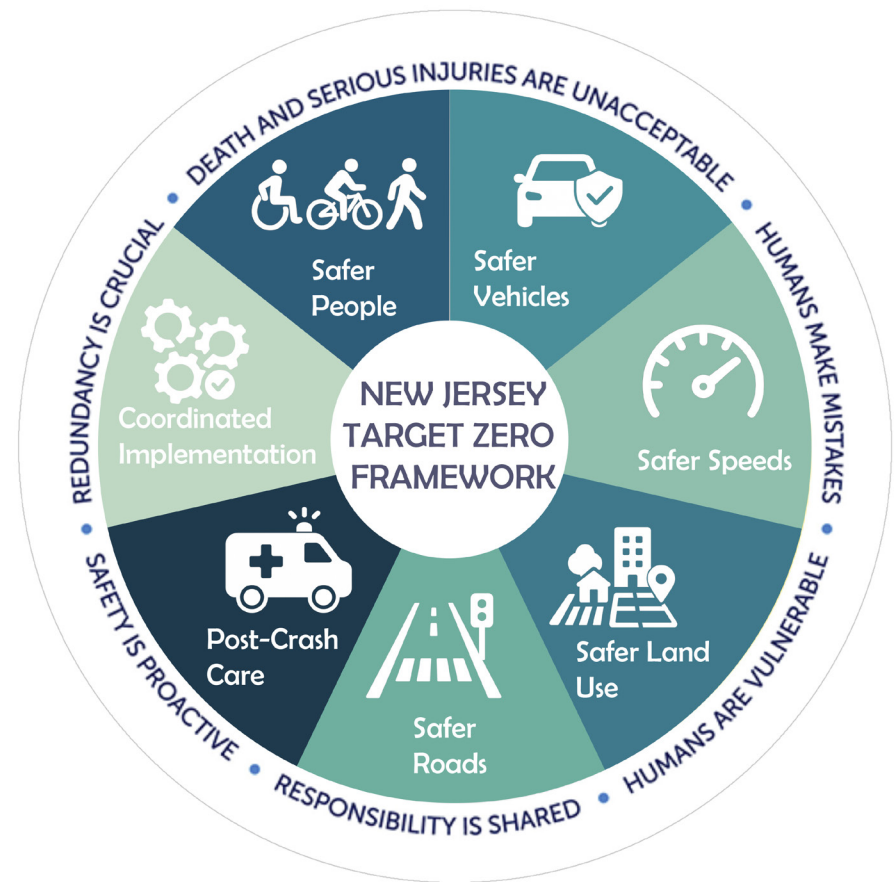 DEATH AND SERIOUS INJURIES ARE UNACCEPTABLE
HUMANS MAKE MISTAKES
HUMANS ARE VULNERABLE
RESPONSIBILITY IS SHARED
SAFETY IS PROACTIVE
REDUNDANCY IS CRUCIAL
NEW JERSEY
TARGET ZERO
FRAMEWORK
Safer
People
Safer
Vehicles
Safer Speeds
Safer Land
Use
Safer
Roads
Post-Crash
Care
Coordinated
Implementation